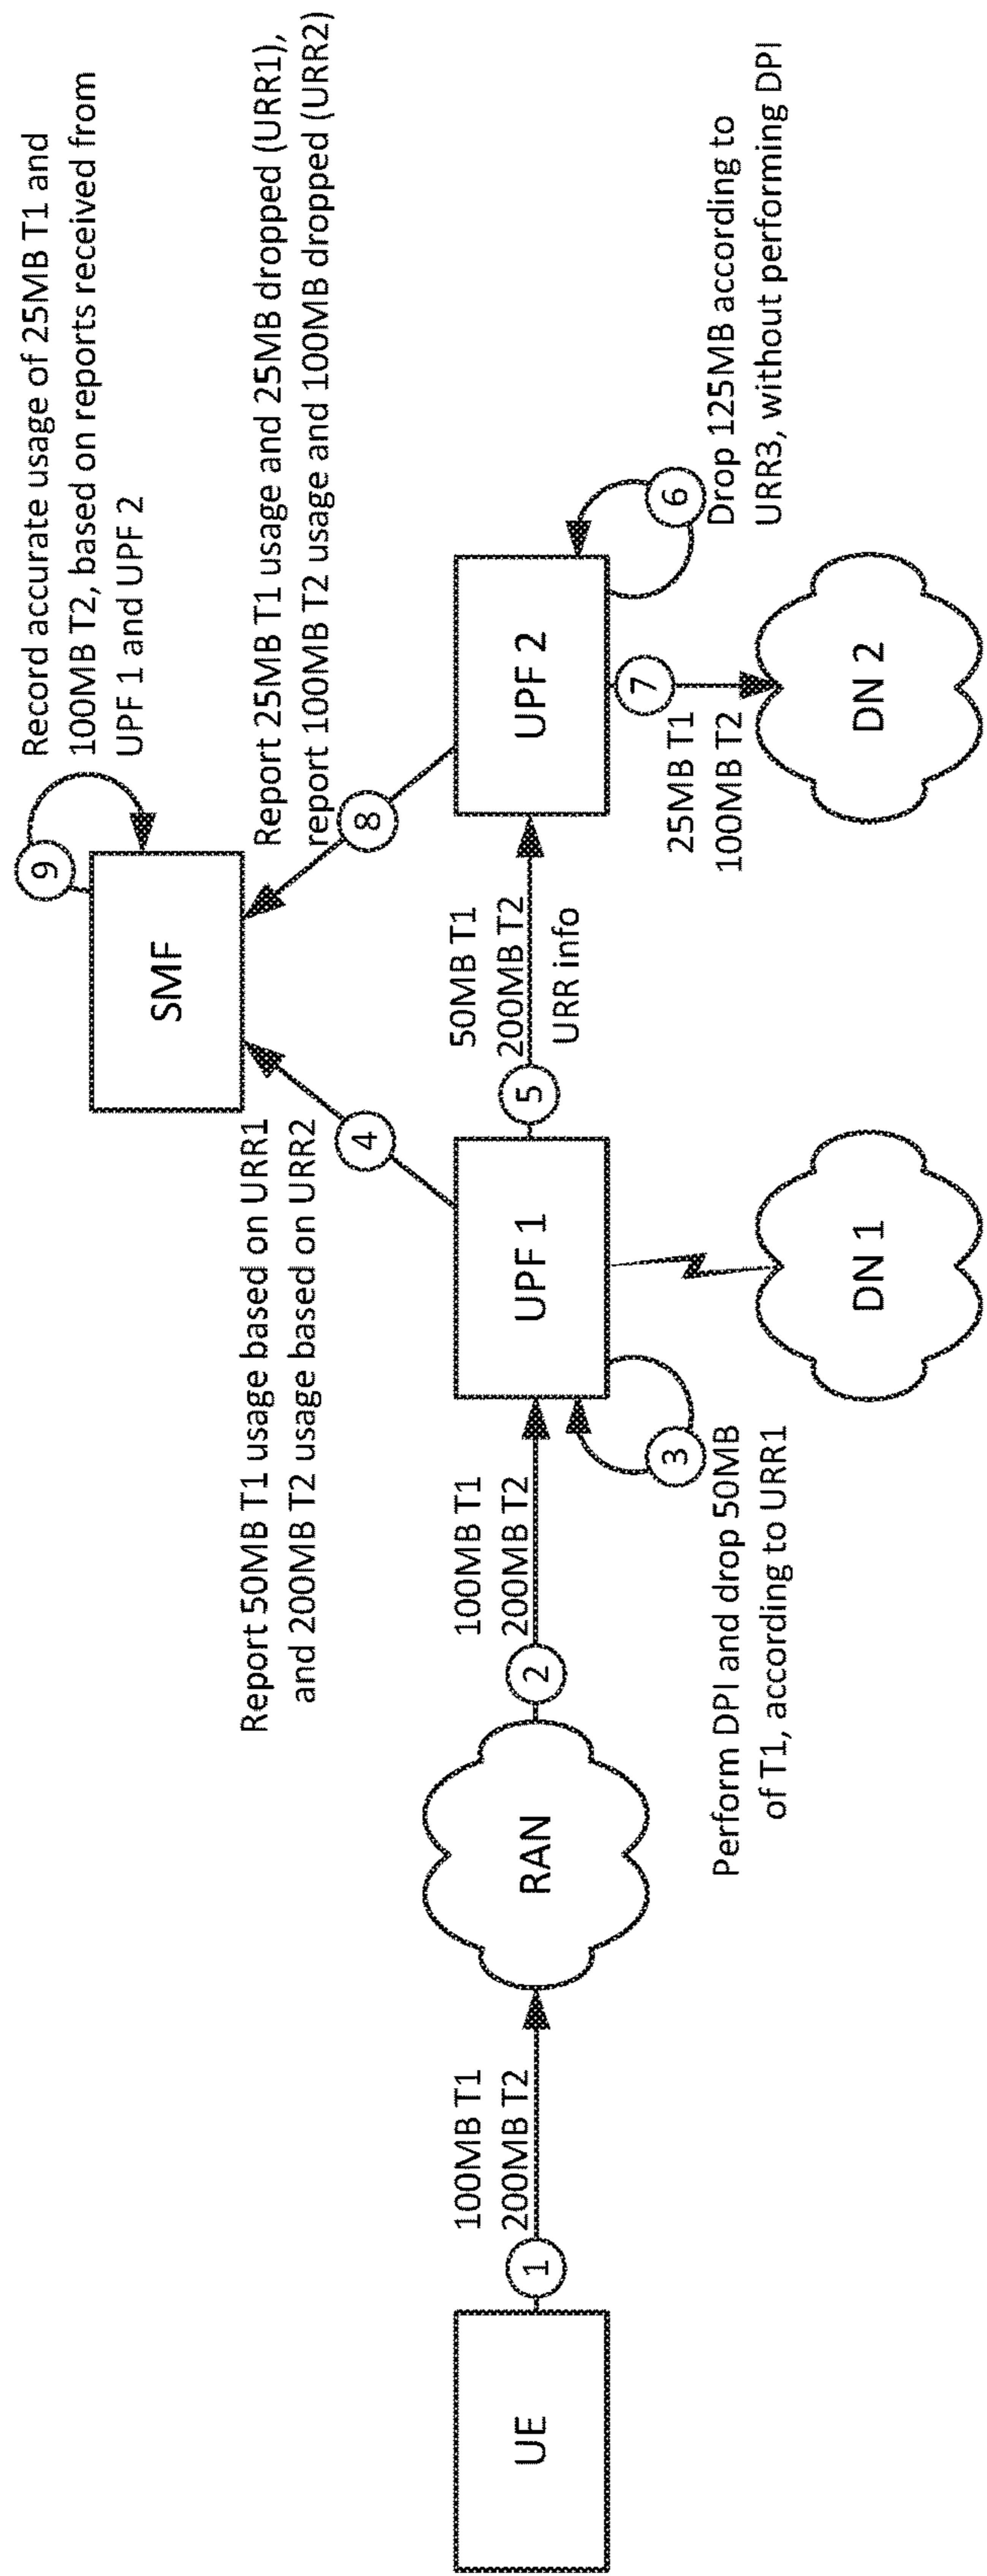 UE
1
100MB T1
200MB T2
RAN
2
100MB T1
200MB T2
UPF 1
3
Perform DPI and drop 50MB
of T1, according to URR1
DN 1
Report 50MB T1 usage based on URR1
and 200MB T2 usage based on URR2
4
SMF
9
Record accurate usage of 25MB T1 and
100MB T2, based on reports received from
UPF 1 and UPF 2
5
50MB T1
200MB T2
URR info
UPF 2
8
Report 25MB T1 usage and 25MB dropped (URR1),
report 100MB T2 usage and 100MB dropped (URR2)
6
Drop 125MB according to
URR3, without performing DPI
7
25MB T1
100MB T2
DN 2